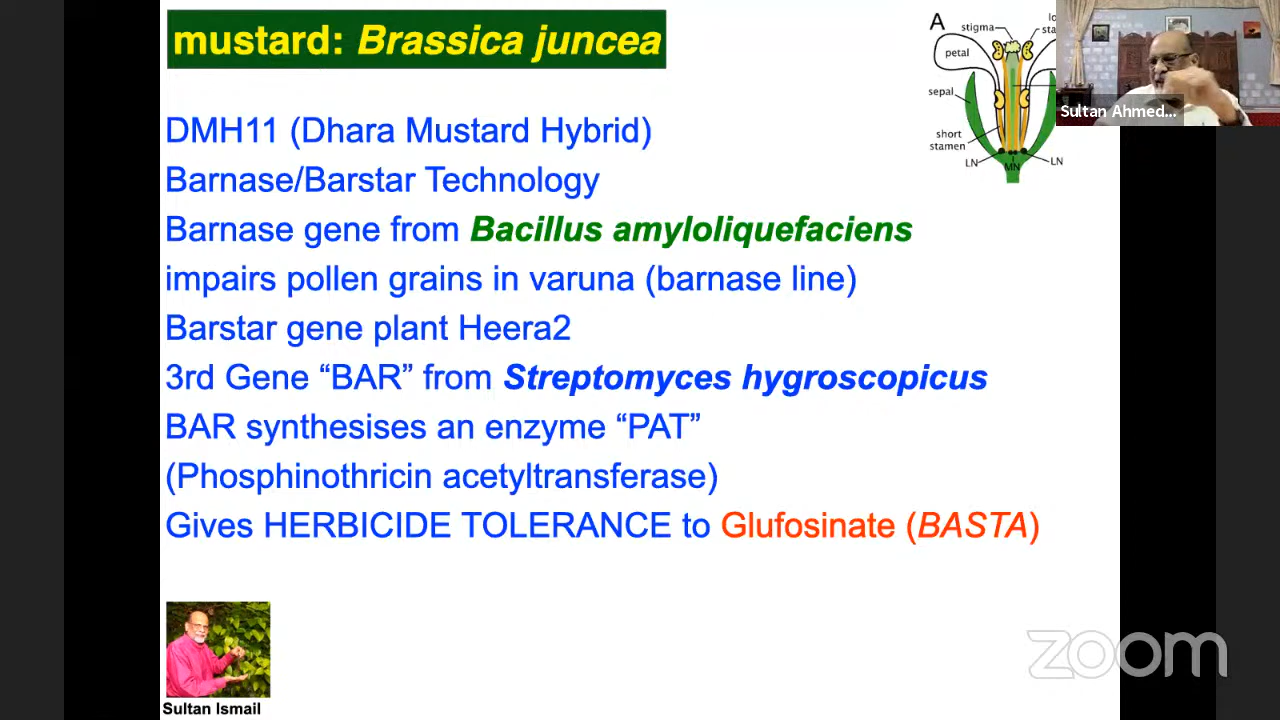 mustard: Brassica juncea
DMH11 (Dhara Mustard Hybrid)
Barnase/Barstar Technology
Barnase gene from Bacillus amyloliquefaciens
impairs pollen grains in varuna (barnase line)
Barstar gene plant Heera2
3rd Gene “BAR” from Streptomyces hygroscopicus
BAR synthesises an enzyme “PAT”
(Phosphinothricin acetyltransferase)
Gives HERBICIDE TOLERANCE to Glufosinate (BASTA)
A
stigma
petal
sepal
short
stamen
LN
MN
LN
Sultan Ahmed...
Sultan Ismail
zoom